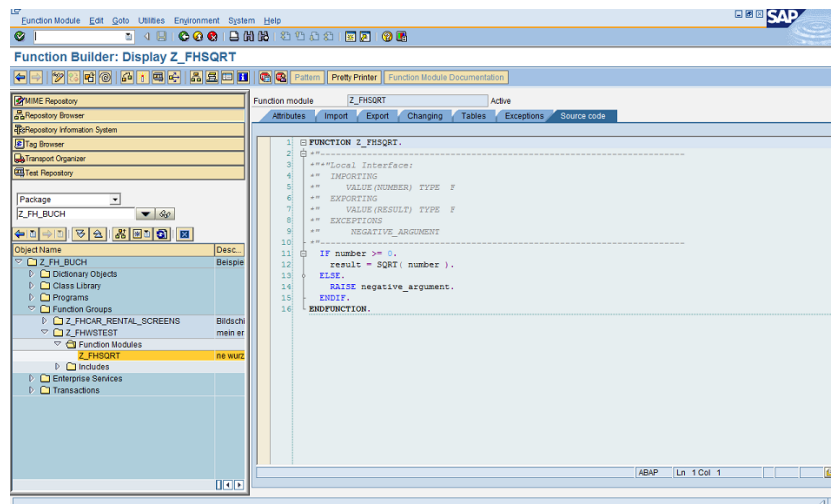 Function Module Edit Goto Utilities Environment System Help
SAP
Function Builder: Display Z_FHSQRT
Pattern Pretty Printer Function Module Documentation
MIME Repository
Repository Browser
Repository Information System
Tag Browser
Transport Organizer
Test Repository
Package
Z_FH_BUCH
Object Name Desc...
Z_FH_BUCH Beispie
Dictionary Objects
Class Library
Programs
Function Groups
Z_FHCAR_RENTAL_SCREENS Bildschi
Z_FHWSTEST mein er
Function Modules
Z_FHSQRT ne wurz
Includes
Enterprise Services
Transactions
Function module Z_FHSQRT Active
Attributes Import Export Changing Tables Exceptions Source code
1 FUNCTION Z_FHSQRT.
2 *"----------------------------------------------------------------------
3 *"*"Local Interface:
4 *" IMPORTING
5 *" VALUE(NUMBER) TYPE F
6 *" EXPORTING
7 *" VALUE(RESULT) TYPE F
8 *" EXCEPTIONS
9 *" NEGATIVE_ARGUMENT
10 *"----------------------------------------------------------------------
11 IF number >= 0.
12 result = SQRT( number ).
13 ELSE.
14 RAISE negative_argument.
15 ENDIF.
16 ENDFUNCTION.
ABAP Ln 1 Col 1